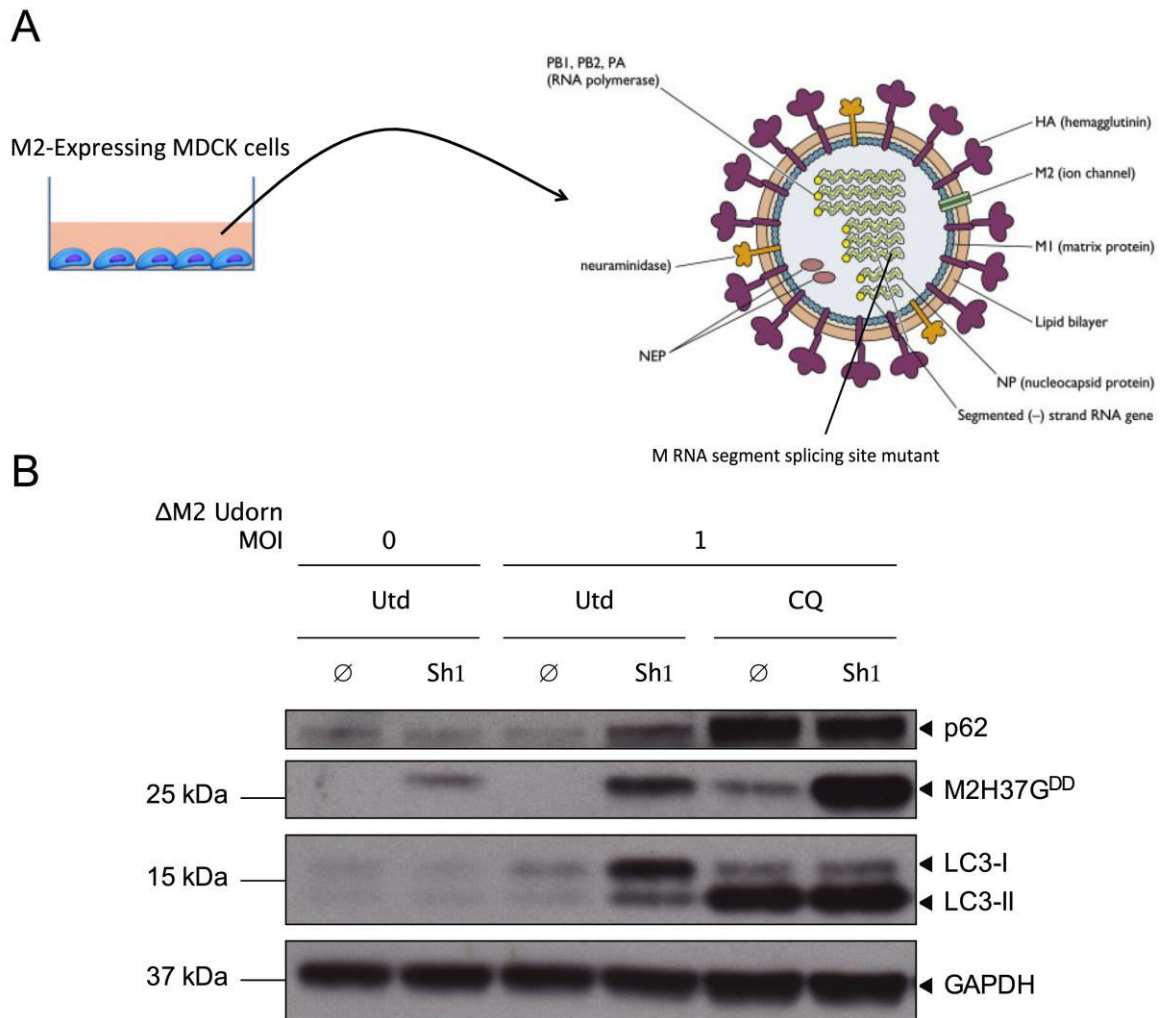 A
PB1, PB2, PA
(RNA polymerase)
M2-Expressing MDCK cells
HA (hemagglutinin)
M2 (ion channel)
M1 (matrix protein)
neuraminidase)
Lipid bilayer
NEP
NP (nucleocapsid protein)
Segmented (–) strand RNA gene
M RNA segment splicing site mutant
B
ΔM2 Udorn
MOI 0 1
Utd Utd CQ
∅ Sh1 ∅ Sh1 ∅ Sh1
p62
25 kDa M2H37G^DD
LC3-I
15 kDa
LC3-II
37 kDa GAPDH